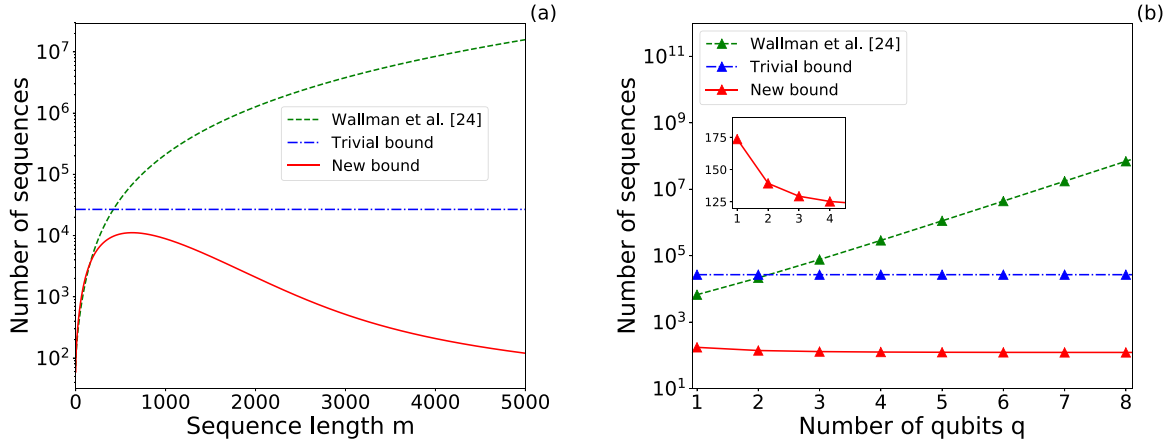 (a)
Number of sequences
10^7
10^6
10^5
10^4
10^3
10^2
Wallman et al. [24]
Trivial bound
New bound
0 1000 2000 3000 4000 5000
Sequence length m
(b)
Number of sequences
10^11
10^9
10^7
10^5
10^3
10^1
Wallman et al. [24]
Trivial bound
New bound
175
150
125
1 2 3 4
1 2 3 4 5 6 7 8
Number of qubits q